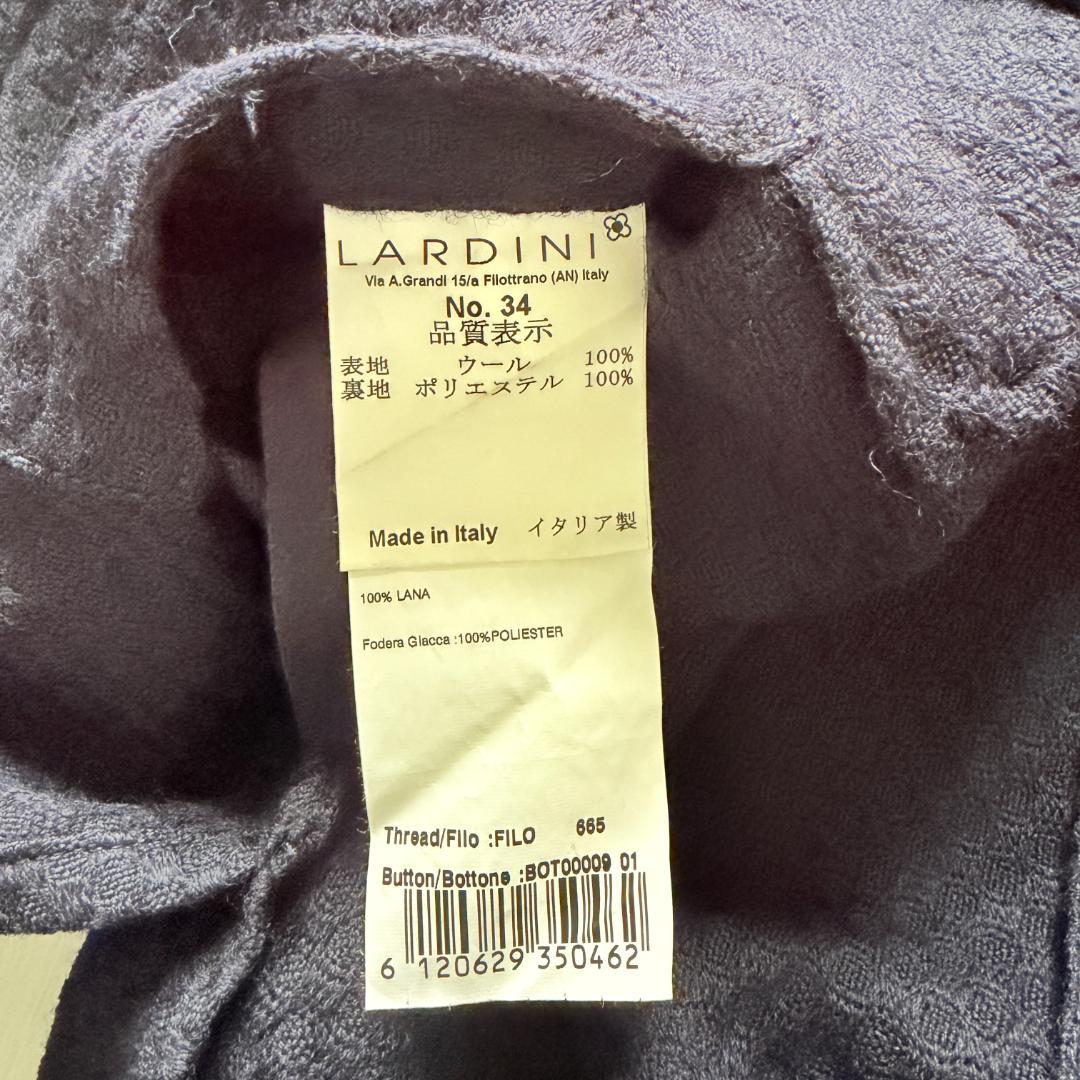 LARDINI
Via A.Grandi 15/a Filottrano (AN) Italy
No. 34
品質表示
表地 ウール 100%
裏地 ポリエステル 100%
Made in Italy イタリア製
100% LANA
Fodera Giacca :100%POLIESTER
Thread/Filo :FILO 665
Button/Bottone :BOT00009 01
6 120629 350462